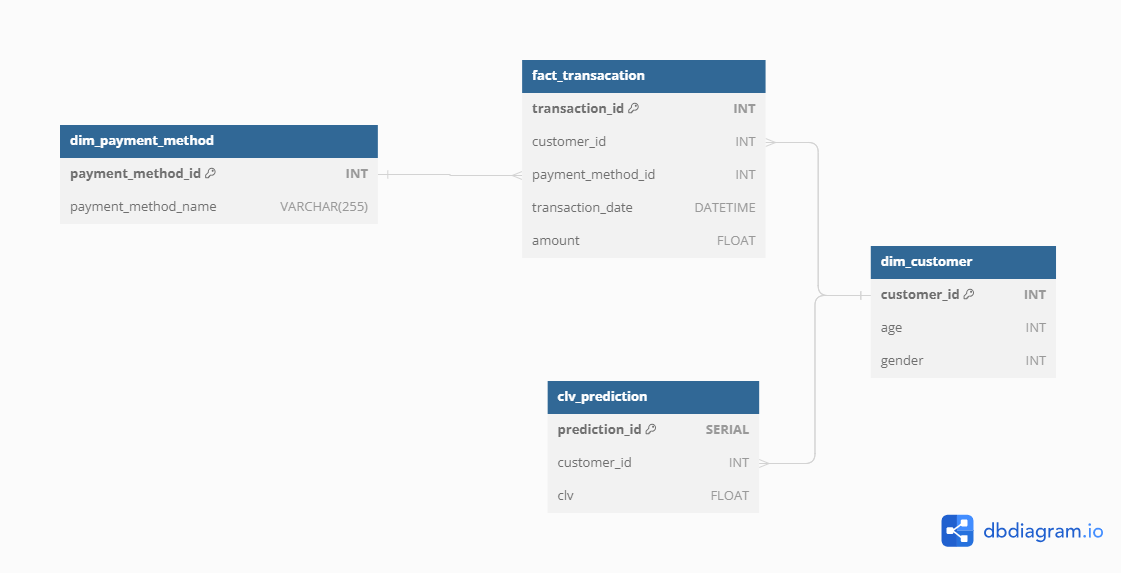 dim_payment_method
payment_method_id INT
payment_method_name VARCHAR(255)
fact_transacation
transaction_id INT
customer_id INT
payment_method_id INT
transaction_date DATETIME
amount FLOAT
dim_customer
customer_id INT
age INT
gender INT
clv_prediction
prediction_id SERIAL
customer_id INT
clv FLOAT
dbdiagram.io